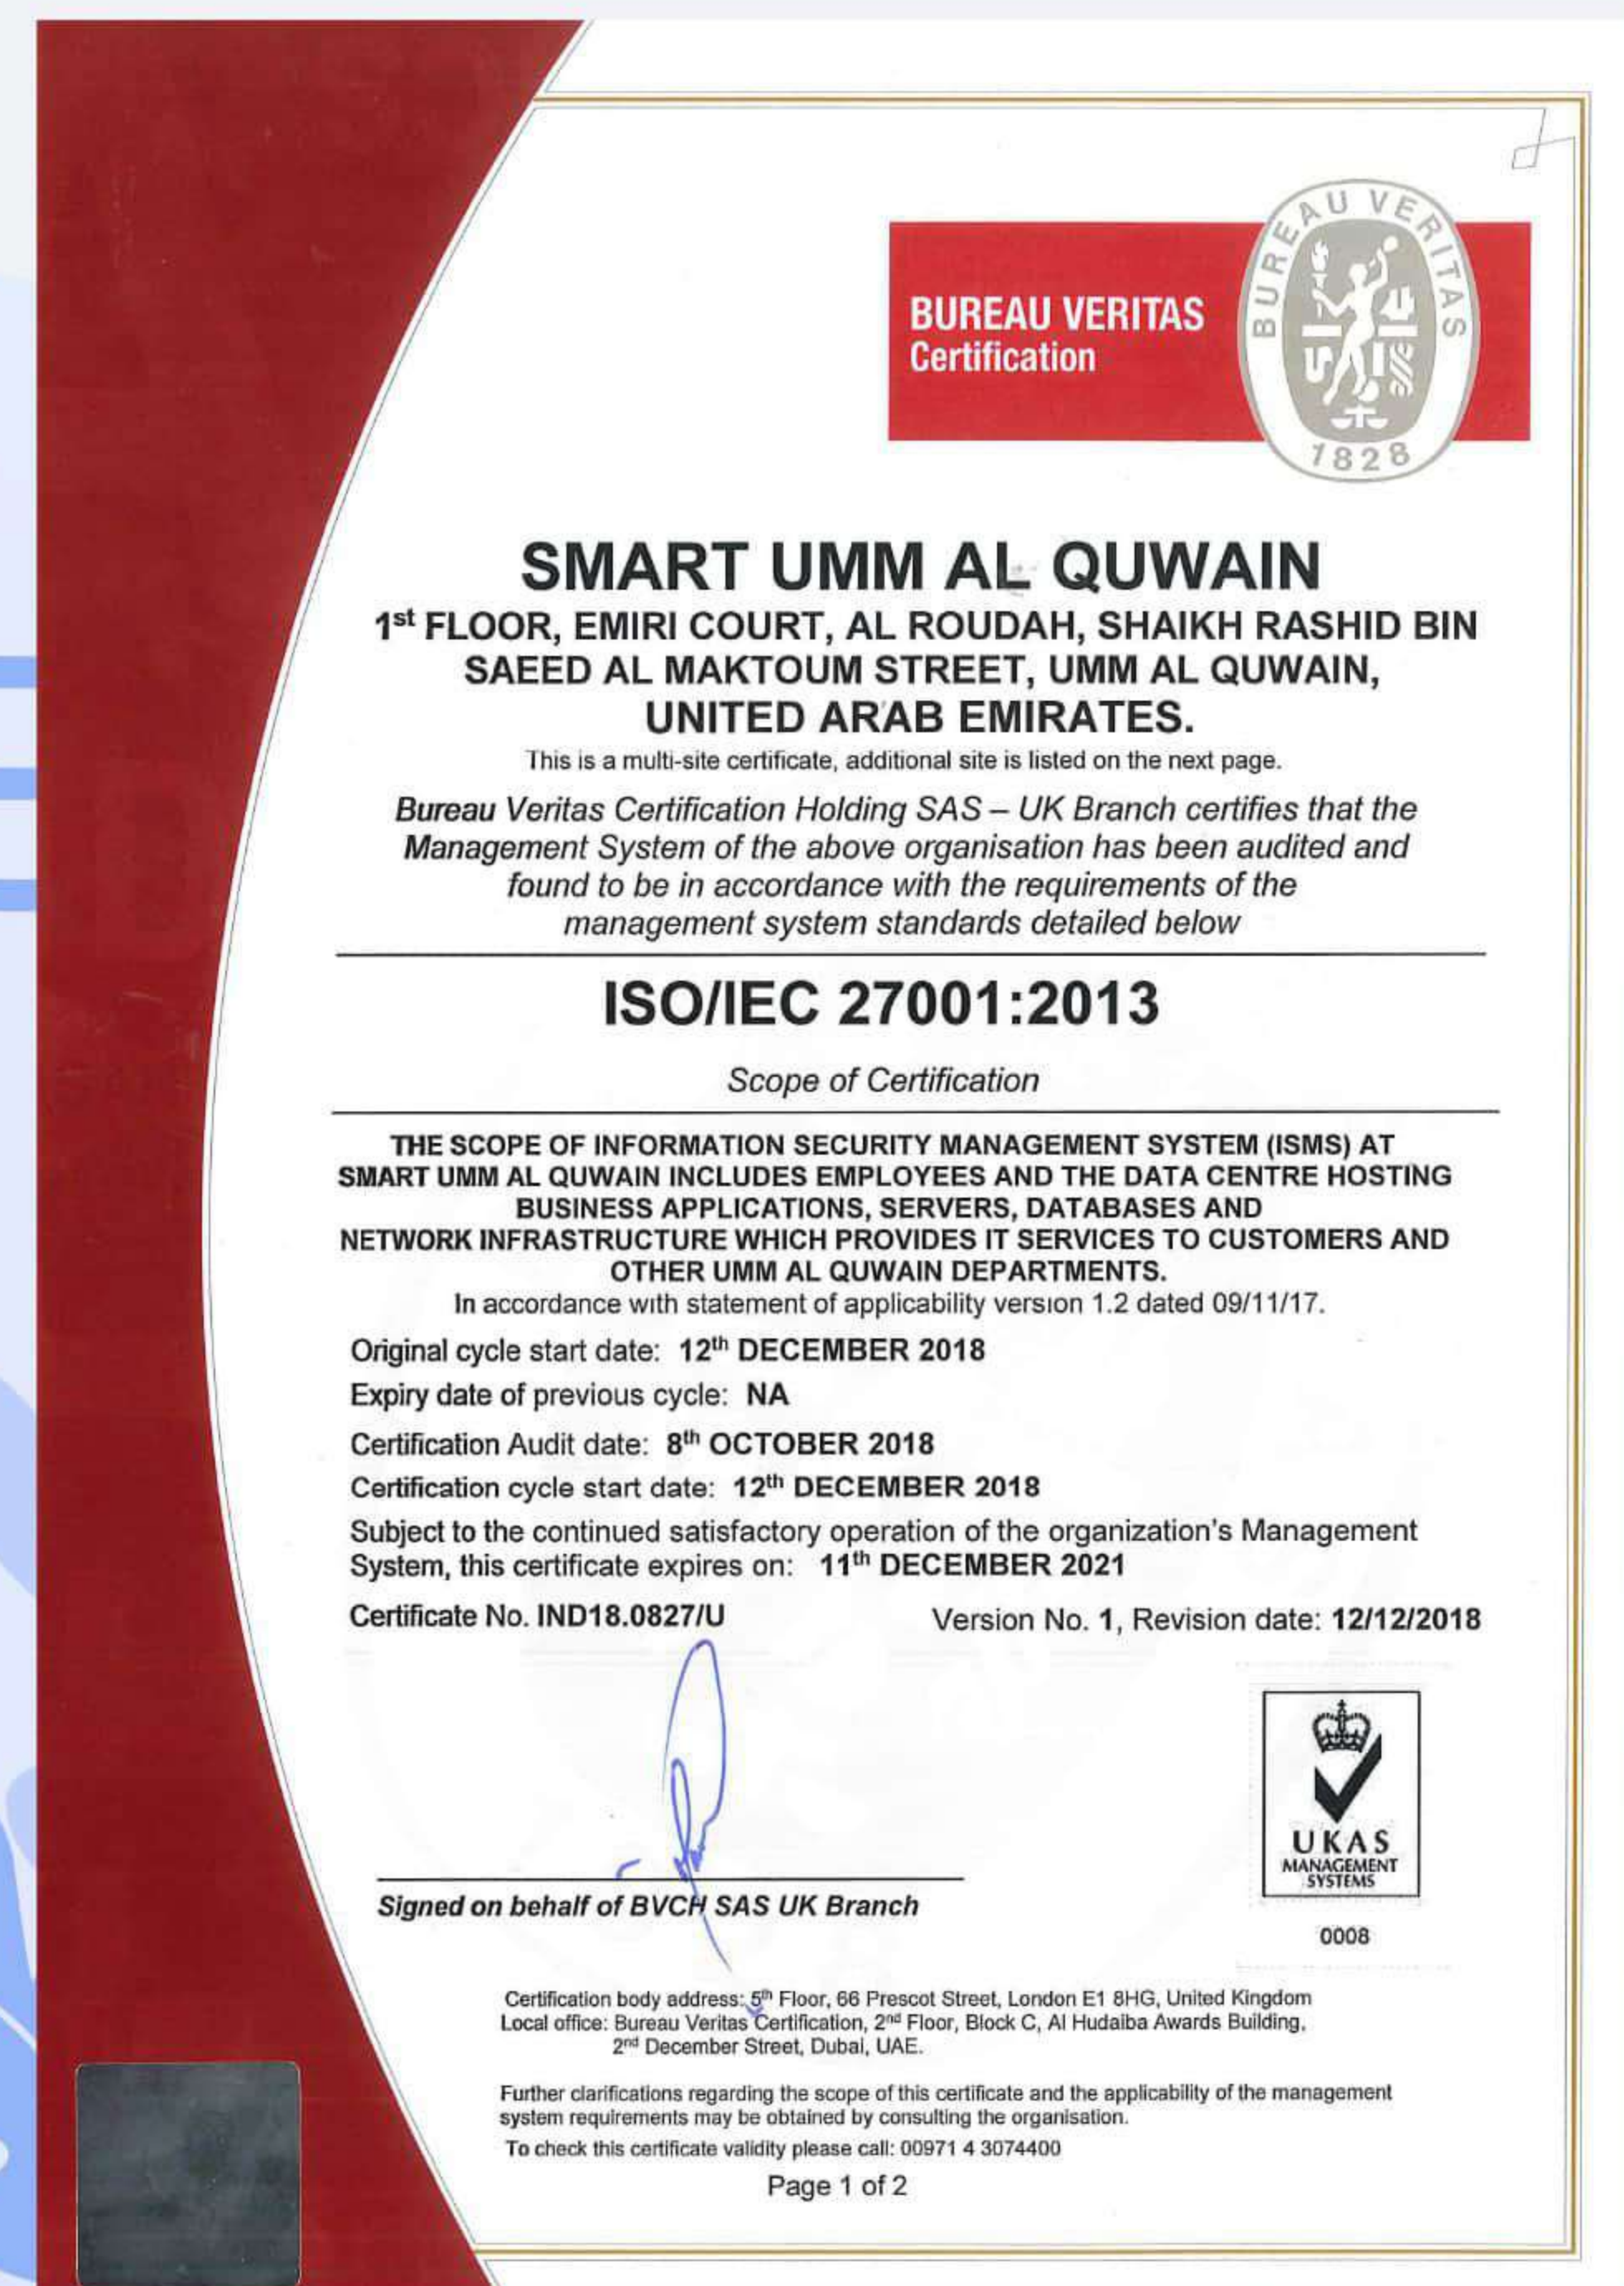 BUREAU VERITAS
Certification
BUREAU VERITAS
1828
SMART UMM AL QUWAIN
1st FLOOR, EMIRI COURT, AL ROUDAH, SHAIKH RASHID BIN
SAEED AL MAKTOUM STREET, UMM AL QUWAIN,
UNITED ARAB EMIRATES.
This is a multi-site certificate, additional site is listed on the next page.
Bureau Veritas Certification Holding SAS – UK Branch certifies that the
Management System of the above organisation has been audited and
found to be in accordance with the requirements of the
management system standards detailed below
ISO/IEC 27001:2013
Scope of Certification
THE SCOPE OF INFORMATION SECURITY MANAGEMENT SYSTEM (ISMS) AT
SMART UMM AL QUWAIN INCLUDES EMPLOYEES AND THE DATA CENTRE HOSTING
BUSINESS APPLICATIONS, SERVERS, DATABASES AND
NETWORK INFRASTRUCTURE WHICH PROVIDES IT SERVICES TO CUSTOMERS AND
OTHER UMM AL QUWAIN DEPARTMENTS.
In accordance with statement of applicability version 1.2 dated 09/11/17.
Original cycle start date: 12th DECEMBER 2018
Expiry date of previous cycle: NA
Certification Audit date: 8th OCTOBER 2018
Certification cycle start date: 12th DECEMBER 2018
Subject to the continued satisfactory operation of the organization's Management
System, this certificate expires on: 11th DECEMBER 2021
Certificate No. IND18.0827/U Version No. 1, Revision date: 12/12/2018
Signed on behalf of BVCH SAS UK Branch
UKAS
MANAGEMENT
SYSTEMS
0008
Certification body address: 5th Floor, 66 Prescot Street, London E1 8HG, United Kingdom
Local office: Bureau Veritas Certification, 2nd Floor, Block C, Al Hudaiba Awards Building,
2nd December Street, Dubai, UAE.
Further clarifications regarding the scope of this certificate and the applicability of the management
system requirements may be obtained by consulting the organisation.
To check this certificate validity please call: 00971 4 3074400
Page 1 of 2